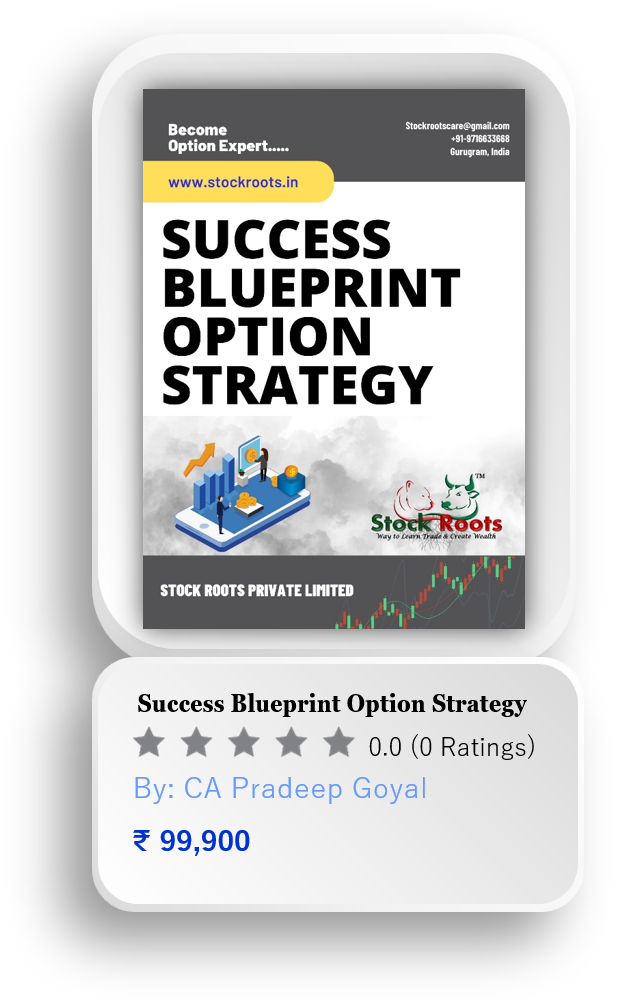 Become
Option Expert.....
Stockrootscare@gmail.com
+91-9716633668
Gurugram, India
www.stockroots.in
SUCCESS
BLUEPRINT
OPTION
STRATEGY
TM
Stock Roots
Way to Learn Trade & Create Wealth
STOCK ROOTS PRIVATE LIMITED
Success Blueprint Option Strategy
0.0 (0 Ratings)
By: CA Pradeep Goyal
₹ 99,900